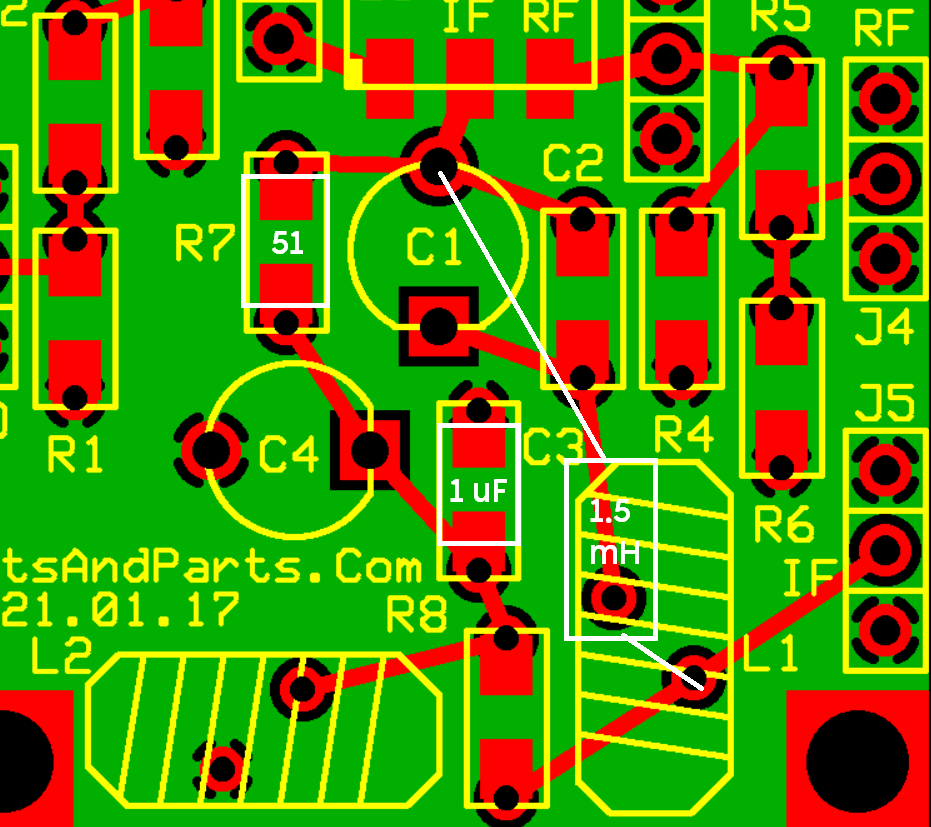 2
IF RF
R5
RF
C2
R7
51
C1
J4
J5
R1
C4
C3
R4
1 uF
1.5
mH
R6
tsAndParts.Com
IF
21.01.17
R8
L2
L1